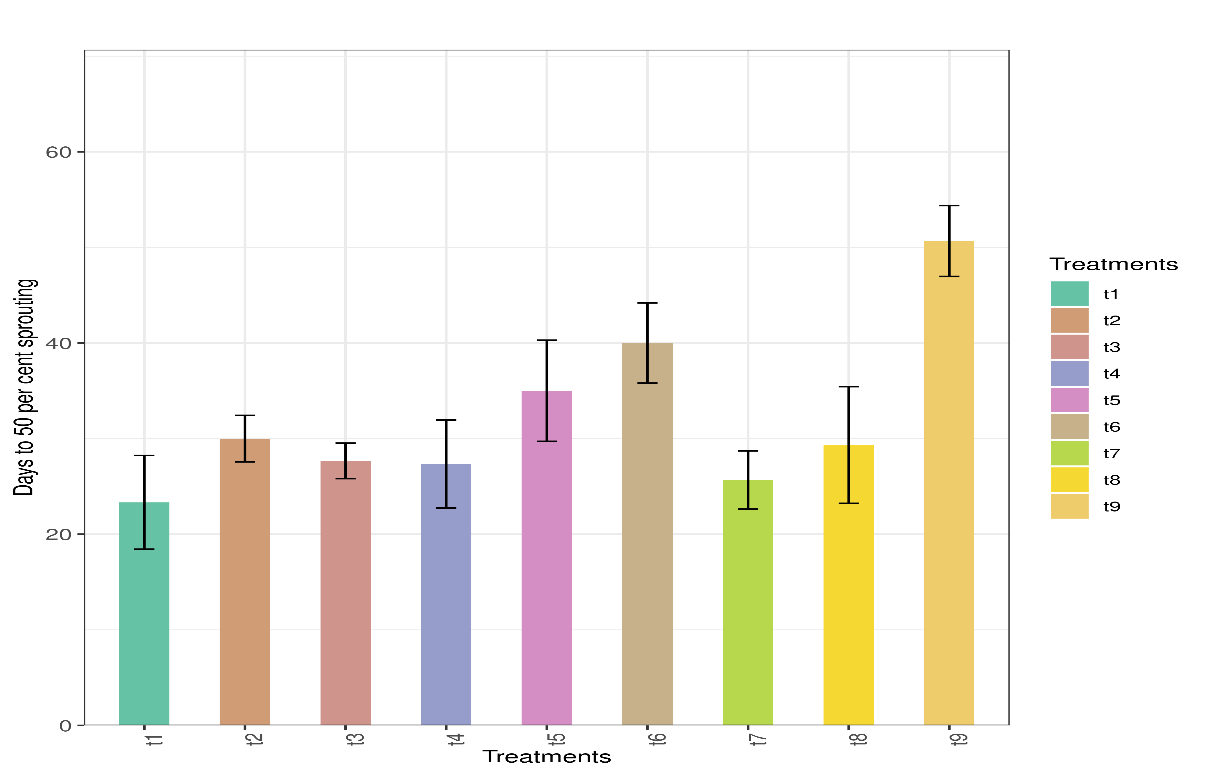 60
40
20
0
Days to 50 per cent sprouting
t1 t2 t3 t4 t5 t6 t7 t8 t9
Treatments
Treatments
t1
t2
t3
t4
t5
t6
t7
t8
t9